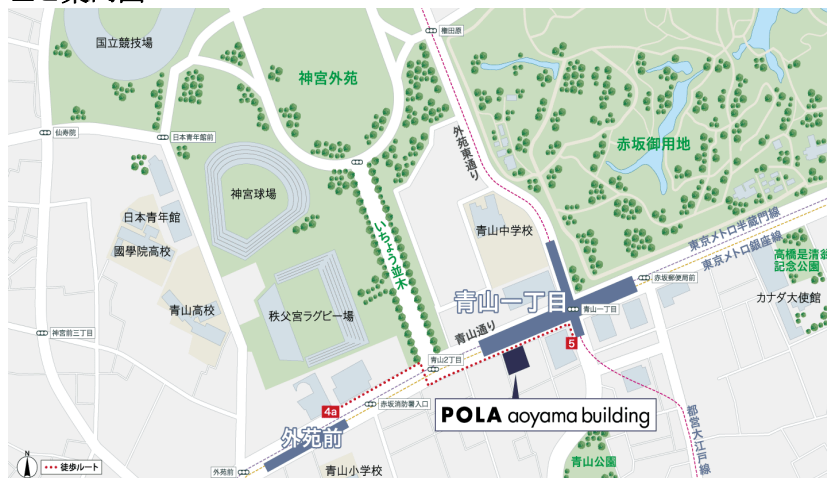 国立競技場
権田原
神宮外苑
仙寿院
日本青年館前
外苑東通り
赤坂御用地
神宮球場
いちょう並木
日本青年館
國學院高校
青山中学校
東京メトロ半蔵門線
東京メトロ銀座線
高橋是清翁
記念公園
赤坂郵便局前
カナダ大使館
青山高校
秩父宮ラグビー場
青山一丁目
青山一丁目
神宮前三丁目
青山通り
5
青山2丁目
4a
赤坂消防署入口
POLA aoyama building
外苑前
都営大江戸線
青山公園
外苑前
青山小学校
N
徒歩ルート